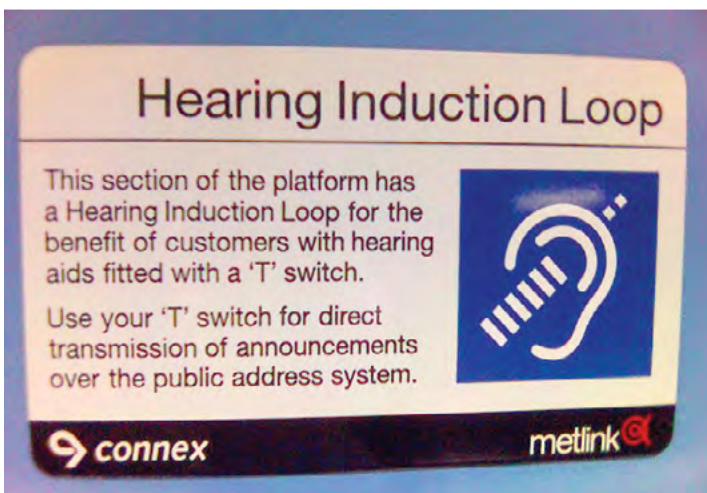 Hearing Induction Loop
This section of the platform has
a Hearing Induction Loop for the
benefit of customers with hearing
aids fitted with a ‘T’ switch.
Use your ‘T’ switch for direct
transmission of announcements
over the public address system.
connex
metlink